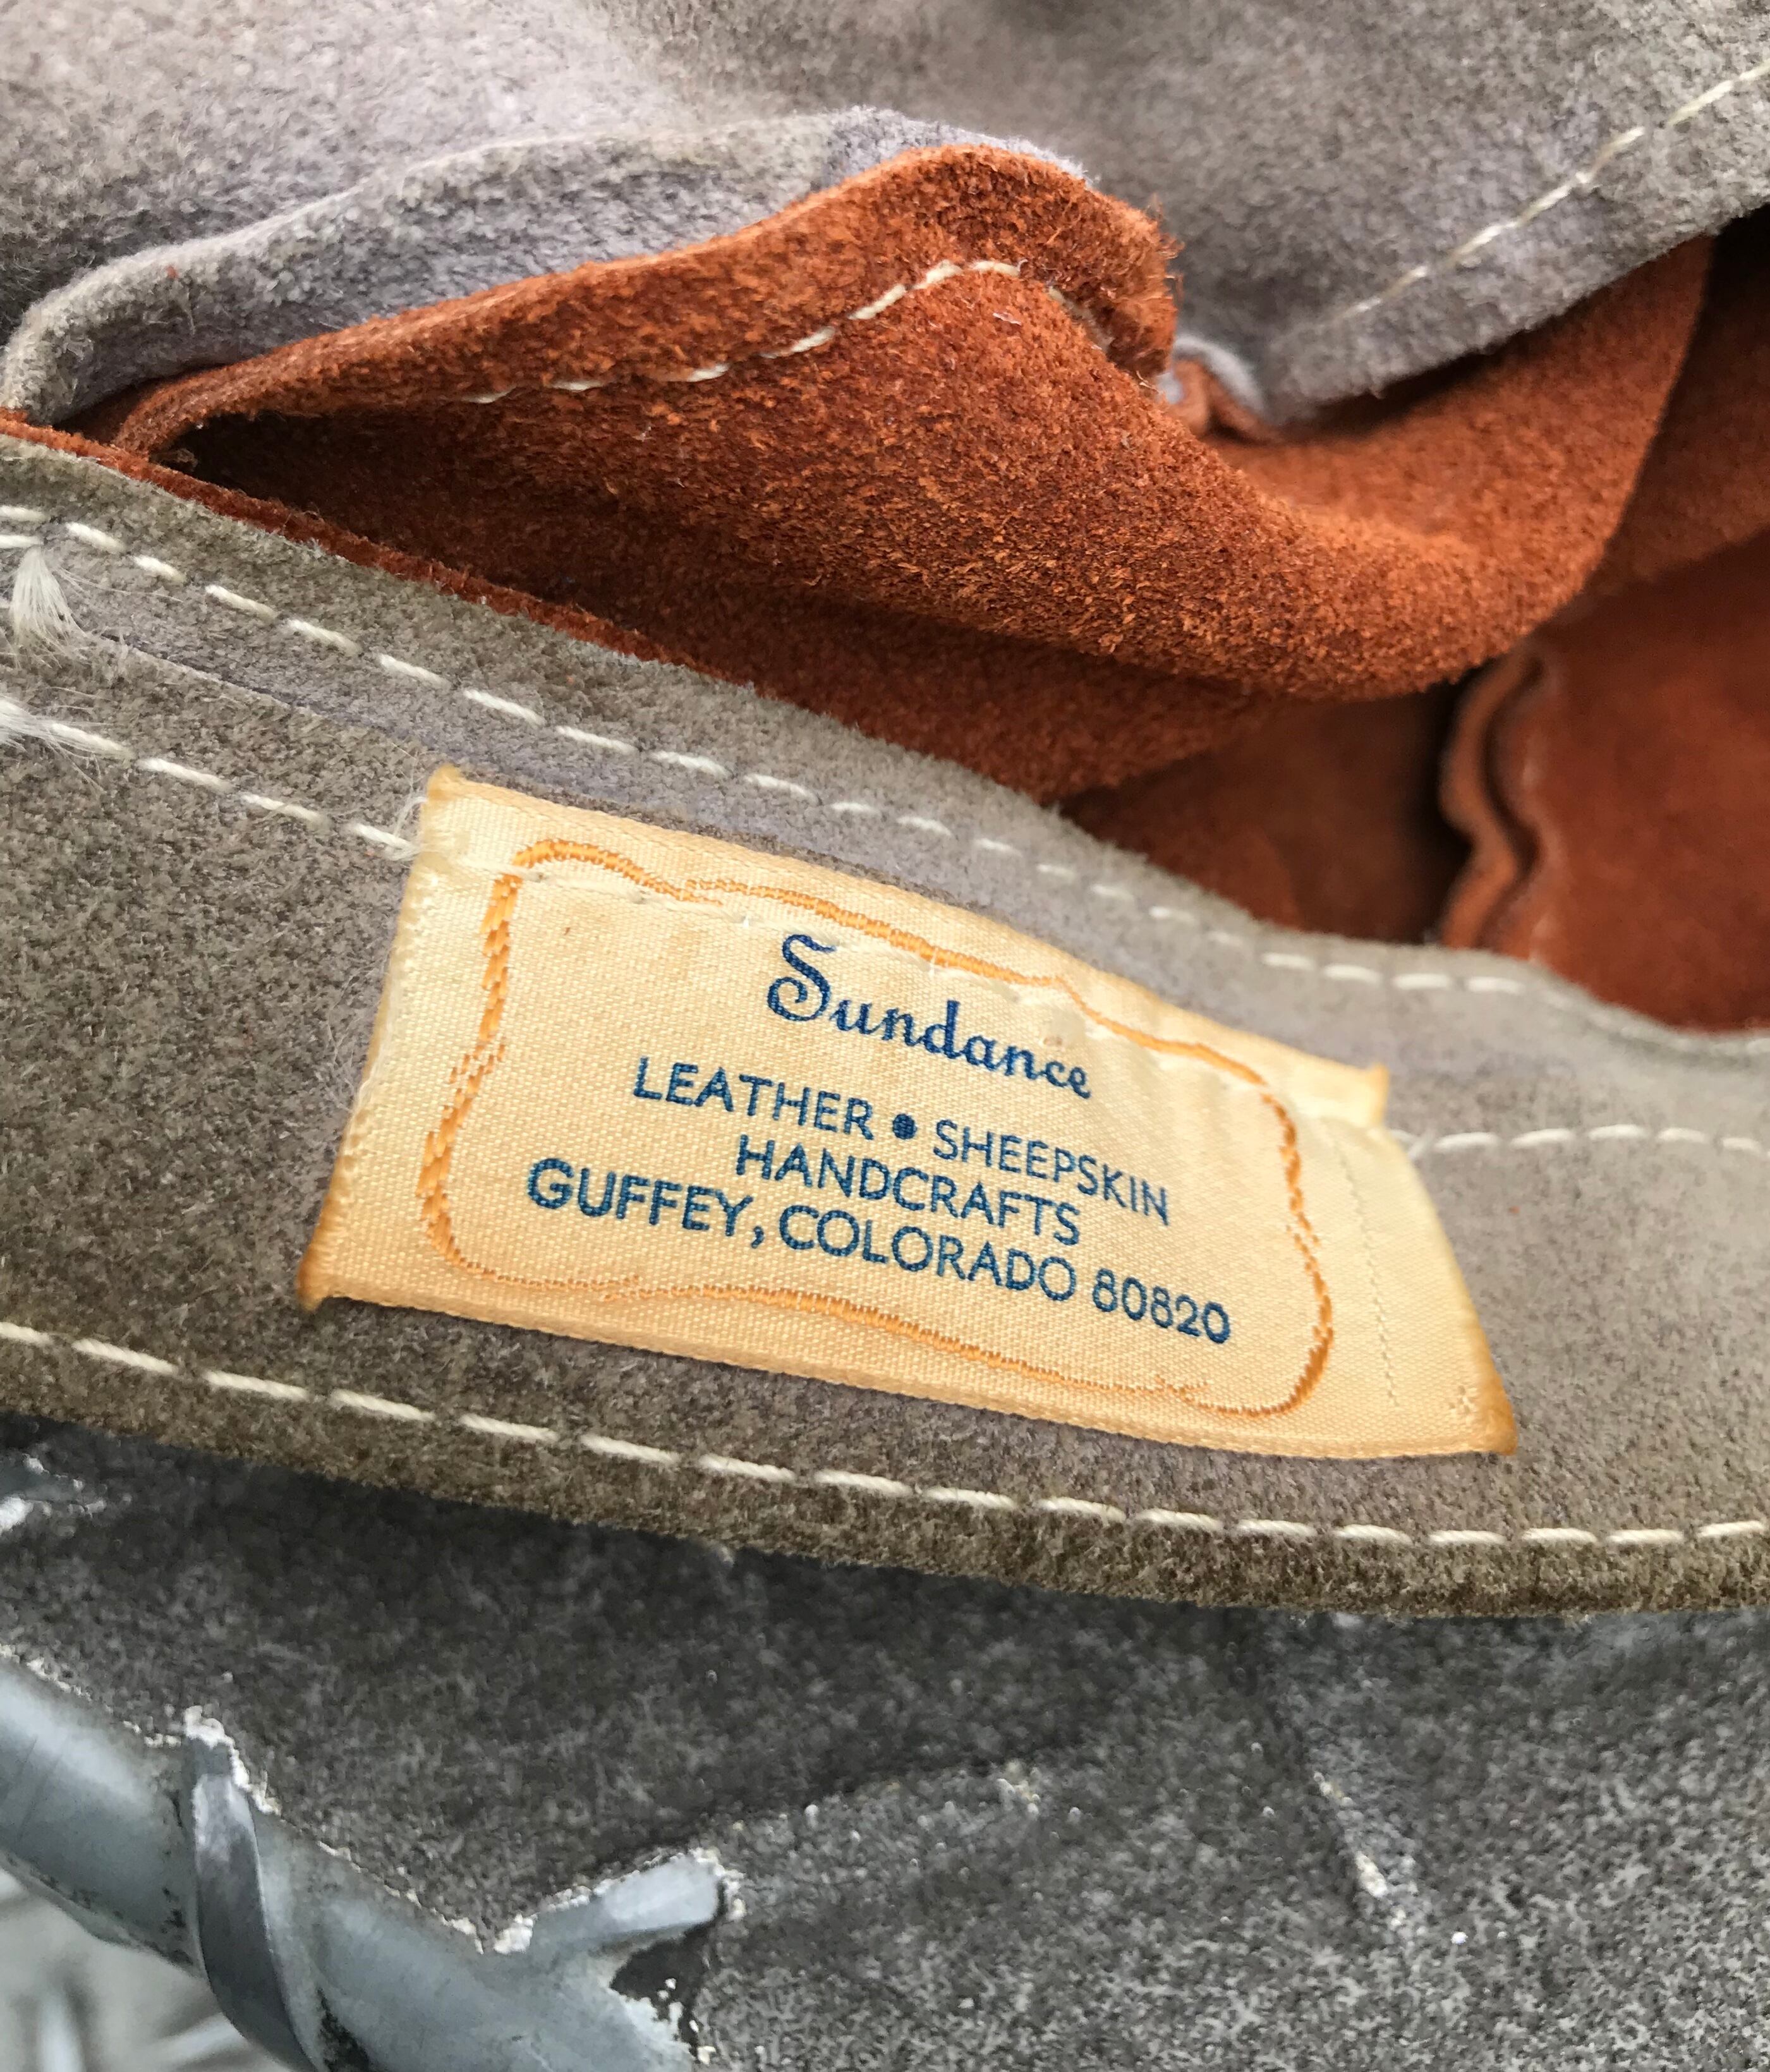 Sundance
LEATHER • SHEEPSKIN
HANDCRAFTS
GUFFEY, COLORADO 80820